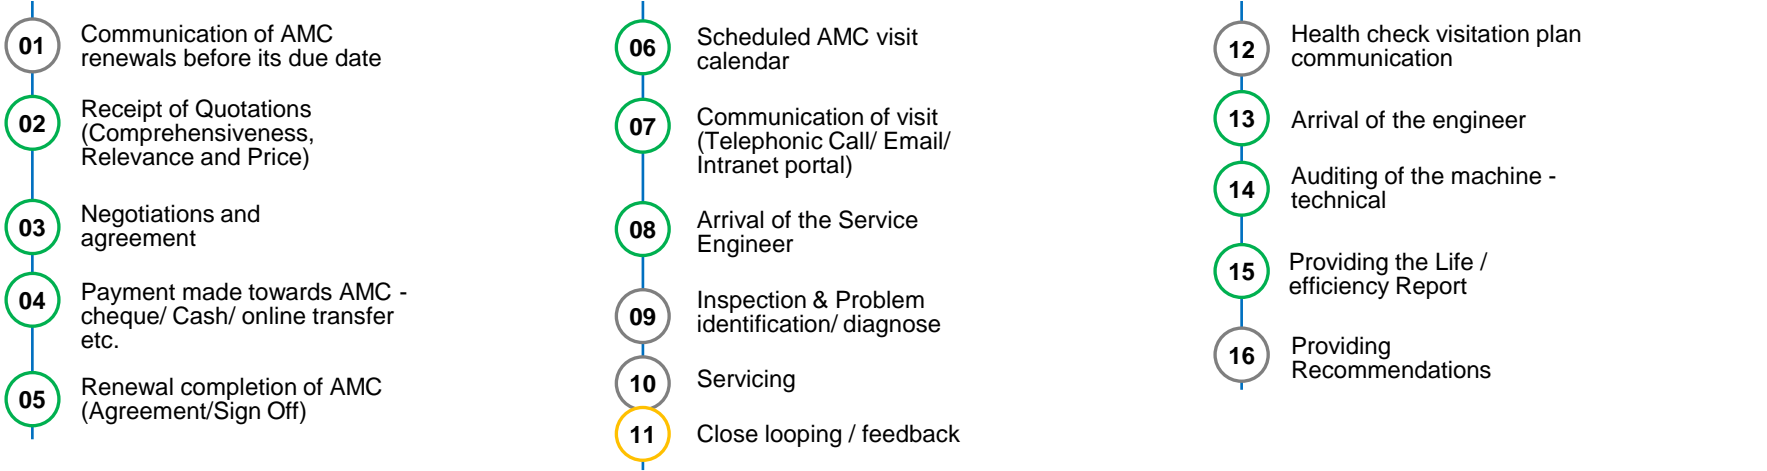 01
Communication of AMC
renewals before its due date
02
Receipt of Quotations
(Comprehensiveness,
Relevance and Price)
03
Negotiations and
agreement
04
Payment made towards AMC -
cheque/ Cash/ online transfer
etc.
05
Renewal completion of AMC
(Agreement/Sign Off)
06
Scheduled AMC visit
calendar
07
Communication of visit
(Telephonic Call/ Email/
Intranet portal)
08
Arrival of the Service
Engineer
09
Inspection & Problem
identification/ diagnose
10
Servicing
11
Close looping / feedback
12
Health check visitation plan
communication
13
Arrival of the engineer
14
Auditing of the machine -
technical
15
Providing the Life /
efficiency Report
16
Providing
Recommendations